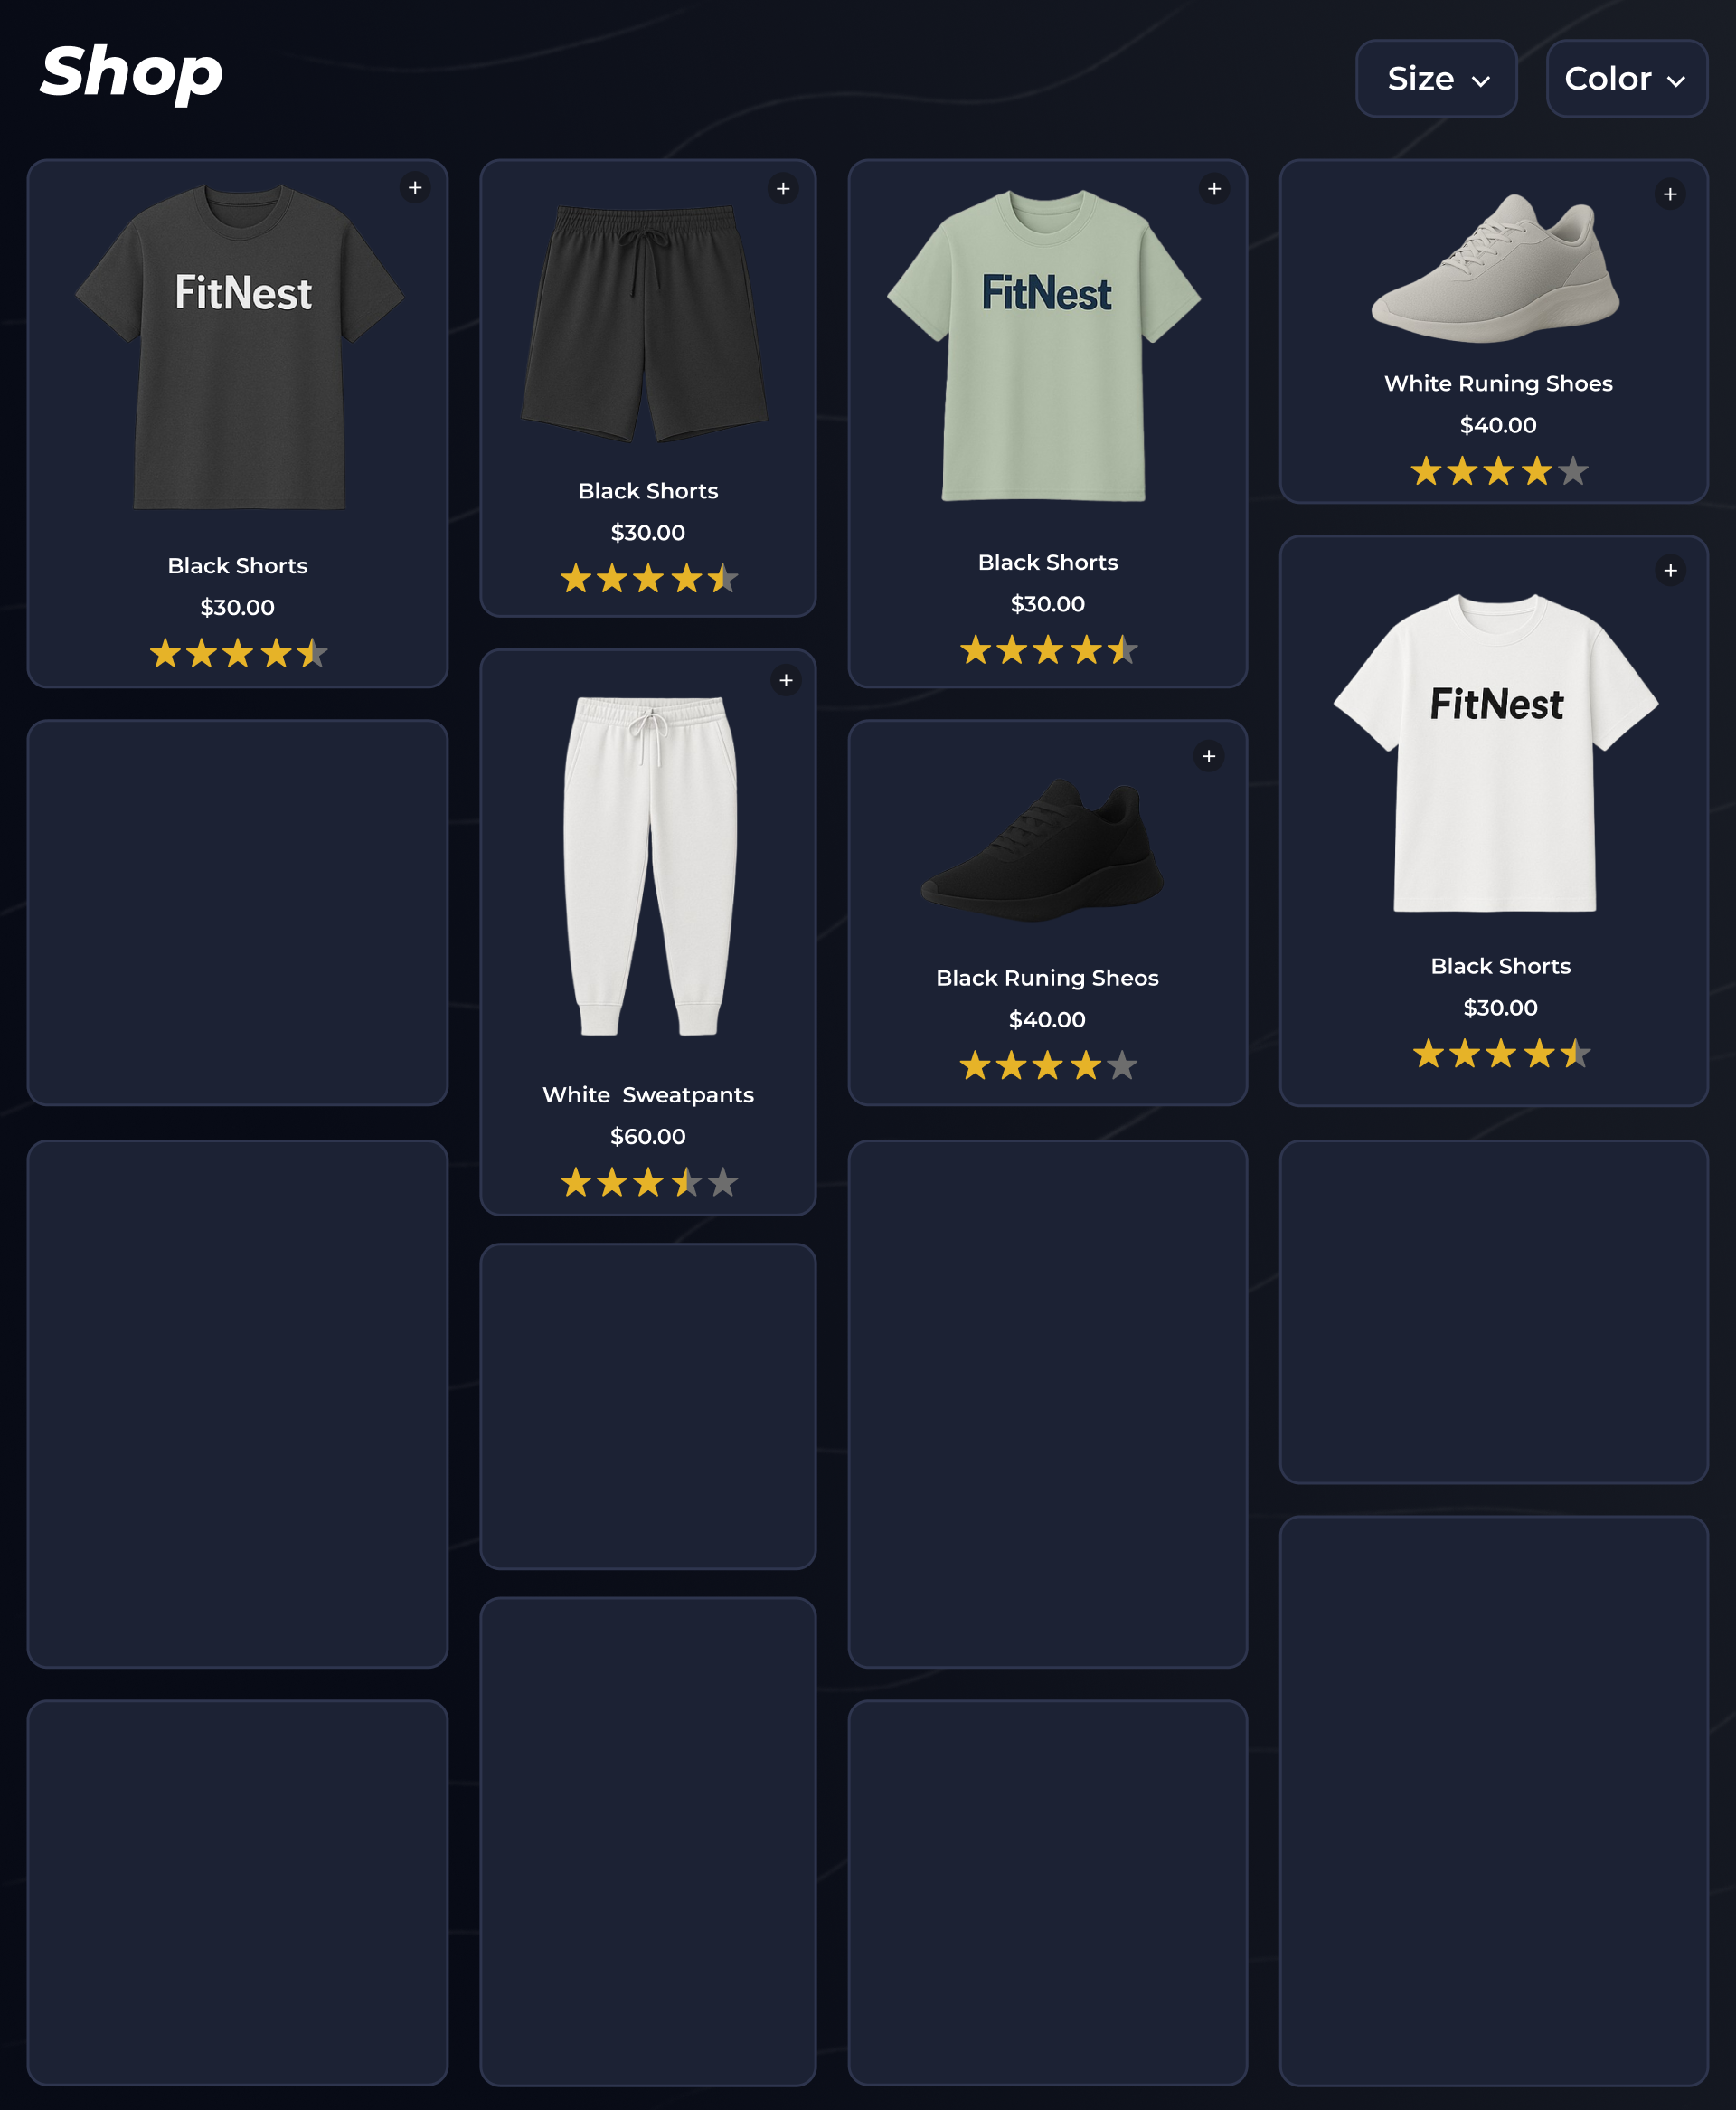 Shop
Size
Color
+
FitNest
Black Shorts
$30.00
+
Black Shorts
$30.00
+
FitNest
Black Shorts
$30.00
+
White Runing Shoes
$40.00
+
White  Sweatpants
$60.00
+
Black Runing Sheos
$40.00
+
FitNest
Black Shorts
$30.00